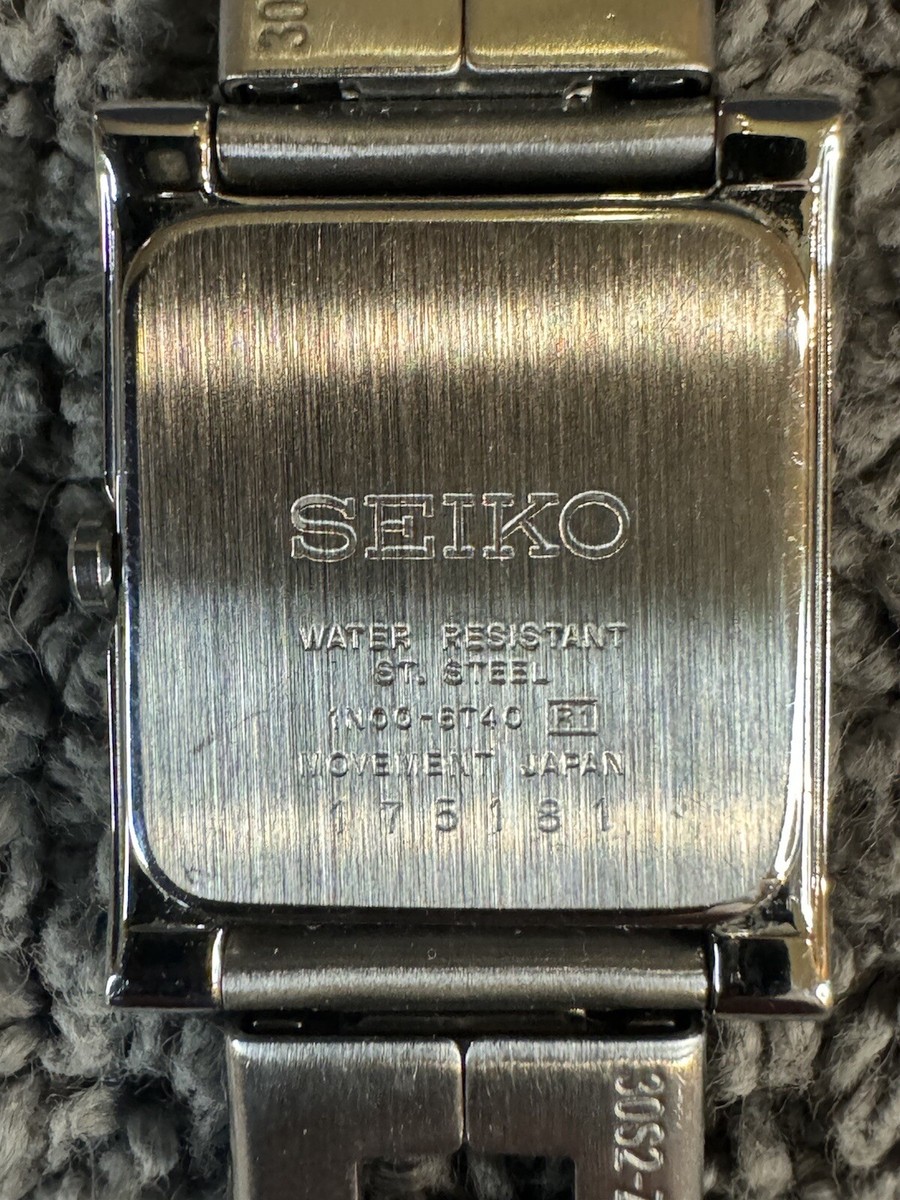 30
SEIKO
WATER RESISTANT
ST. STEEL
1N00-6T40 R1
MOVEMENT JAPAN
175181
30S2-